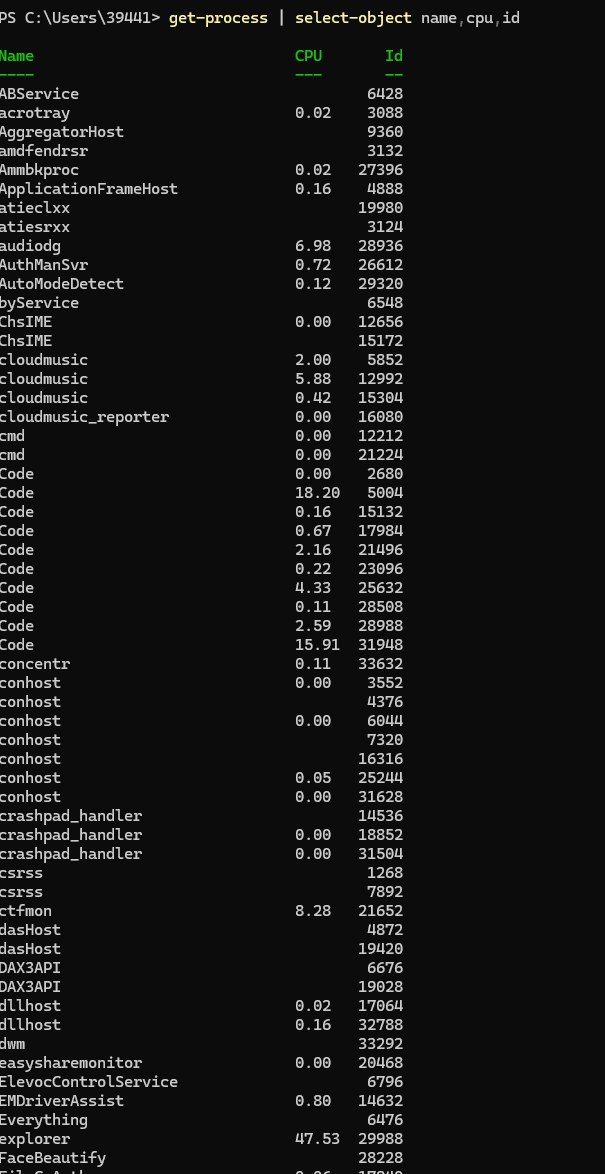 PS C:\Users\39441> get-process | select-object name,cpu,id
Name CPU Id
---- --- --
ABService 6428
acrotray 0.02 3088
AggregatorHost 9360
amdfendrsr 3132
Ammbkproc 0.02 27396
ApplicationFrameHost 0.16 4888
atieclxx 19980
atiesrxx 3124
audiodg 6.98 28936
AuthManSvr 0.72 26612
AutoModeDetect 0.12 29320
byService 6548
ChsIME 0.00 12656
ChsIME 15172
cloudmusic 2.00 5852
cloudmusic 5.88 12992
cloudmusic 0.42 15304
cloudmusic_reporter 0.00 16080
cmd 0.00 12212
cmd 0.00 21224
Code 0.00 2680
Code 18.20 5004
Code 0.16 15132
Code 0.67 17984
Code 2.16 21496
Code 0.22 23096
Code 4.33 25632
Code 0.11 28508
Code 2.59 28988
Code 15.91 31948
concentr 0.11 33632
conhost 0.00 3552
conhost 4376
conhost 0.00 6044
conhost 7320
conhost 16316
conhost 0.05 25244
conhost 0.00 31628
crashpad_handler 14536
crashpad_handler 0.00 18852
crashpad_handler 0.00 31504
csrss 1268
csrss 7892
ctfmon 8.28 21652
dasHost 4872
dasHost 19420
DAX3API 6676
DAX3API 19028
dllhost 0.02 17064
dllhost 0.16 32788
dwm 33292
easysharemonitor 0.00 20468
ElevocControlService 6796
EMDriverAssist 0.80 14632
Everything 6476
explorer 47.53 29988
FaceBeautify 28228